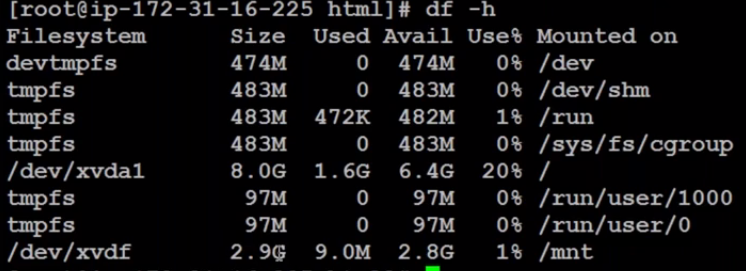 [root@ip-172-31-16-225 html]# df -h
Filesystem      Size  Used Avail Use% Mounted on
devtmpfs        474M     0  474M   0% /dev
tmpfs           483M     0  483M   0% /dev/shm
tmpfs           483M  472K  482M   1% /run
tmpfs           483M     0  483M   0% /sys/fs/cgroup
/dev/xvda1      8.0G  1.6G  6.4G  20% /
tmpfs            97M     0   97M   0% /run/user/1000
tmpfs            97M     0   97M   0% /run/user/0
/dev/xvdf       2.9G  9.0M  2.8G   1% /mnt